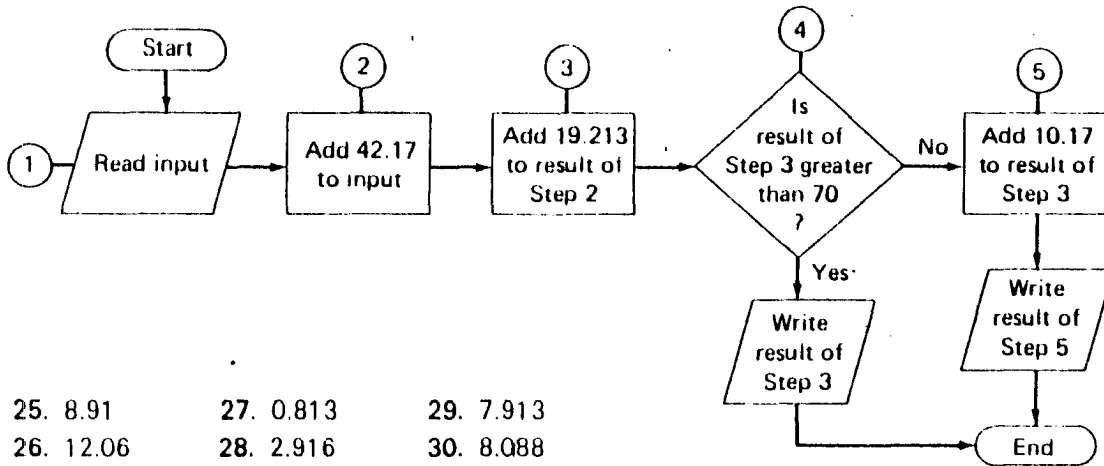 Start
1
Read input
2
Add 42.17
to input
3
Add 19.213
to result of
Step 2
4
Is
result of
Step 3 greater
than 70
?
No
5
Add 10.17
to result of
Step 3
Yes
Write
result of
Step 3
Write
result of
Step 5
End
25. 8.91 27. 0.813 29. 7.913
26. 12.06 28. 2.916 30. 8.088